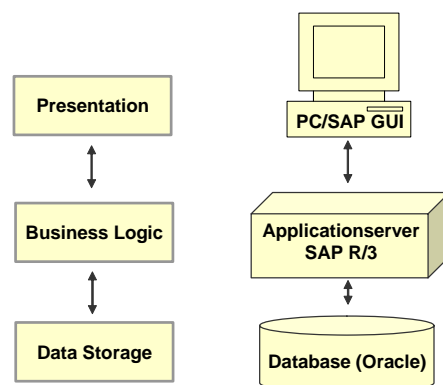 Presentation
PC/SAP GUI
Business Logic
Applicationserver
SAP R/3
Data Storage
Database (Oracle)